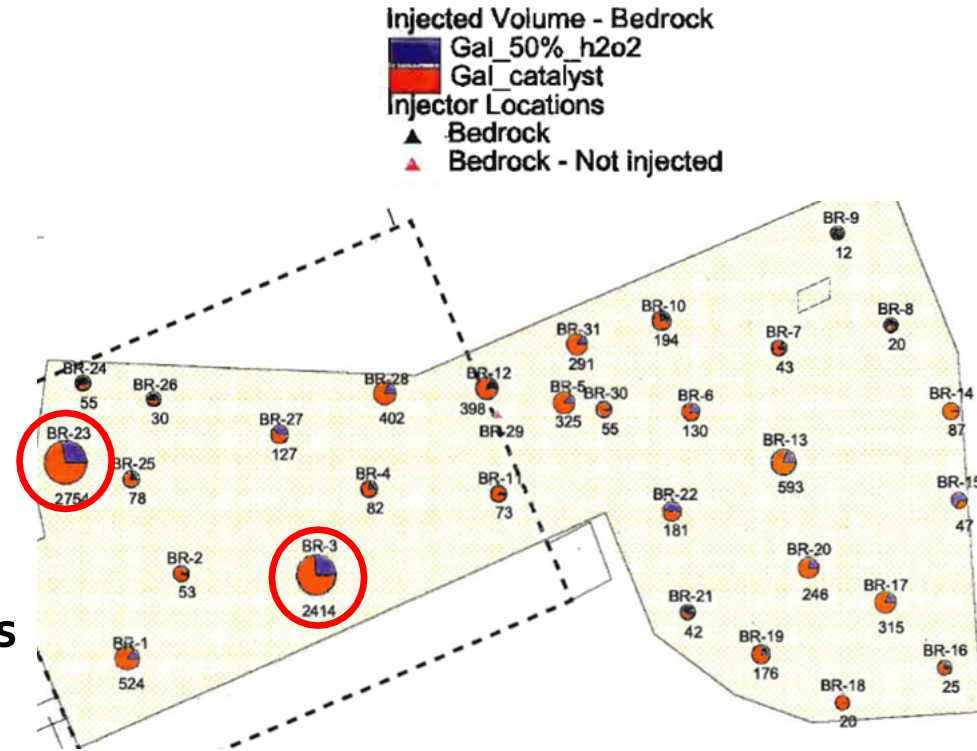 Injected Volume - Bedrock
Gal_50%_h2o2
Gal_catalyst
Injector Locations
Bedrock
Bedrock - Not injected
BR-9
12
BR-10
194
BR-8
20
BR-31
291
BR-7
43
BR-24
55
BR-26
30
BR-28
402
BR-12
398
BR-29
BR-5
325
BR-30
55
BR-6
130
BR-14
87
BR-23
2754
BR-27
127
BR-13
593
BR-25
78
BR-4
82
BR-11
73
BR-22
181
BR-15
47
BR-2
53
BR-3
2414
BR-20
246
BR-17
315
BR-21
42
s
BR-1
524
BR-19
176
BR-16
25
BR-18
20